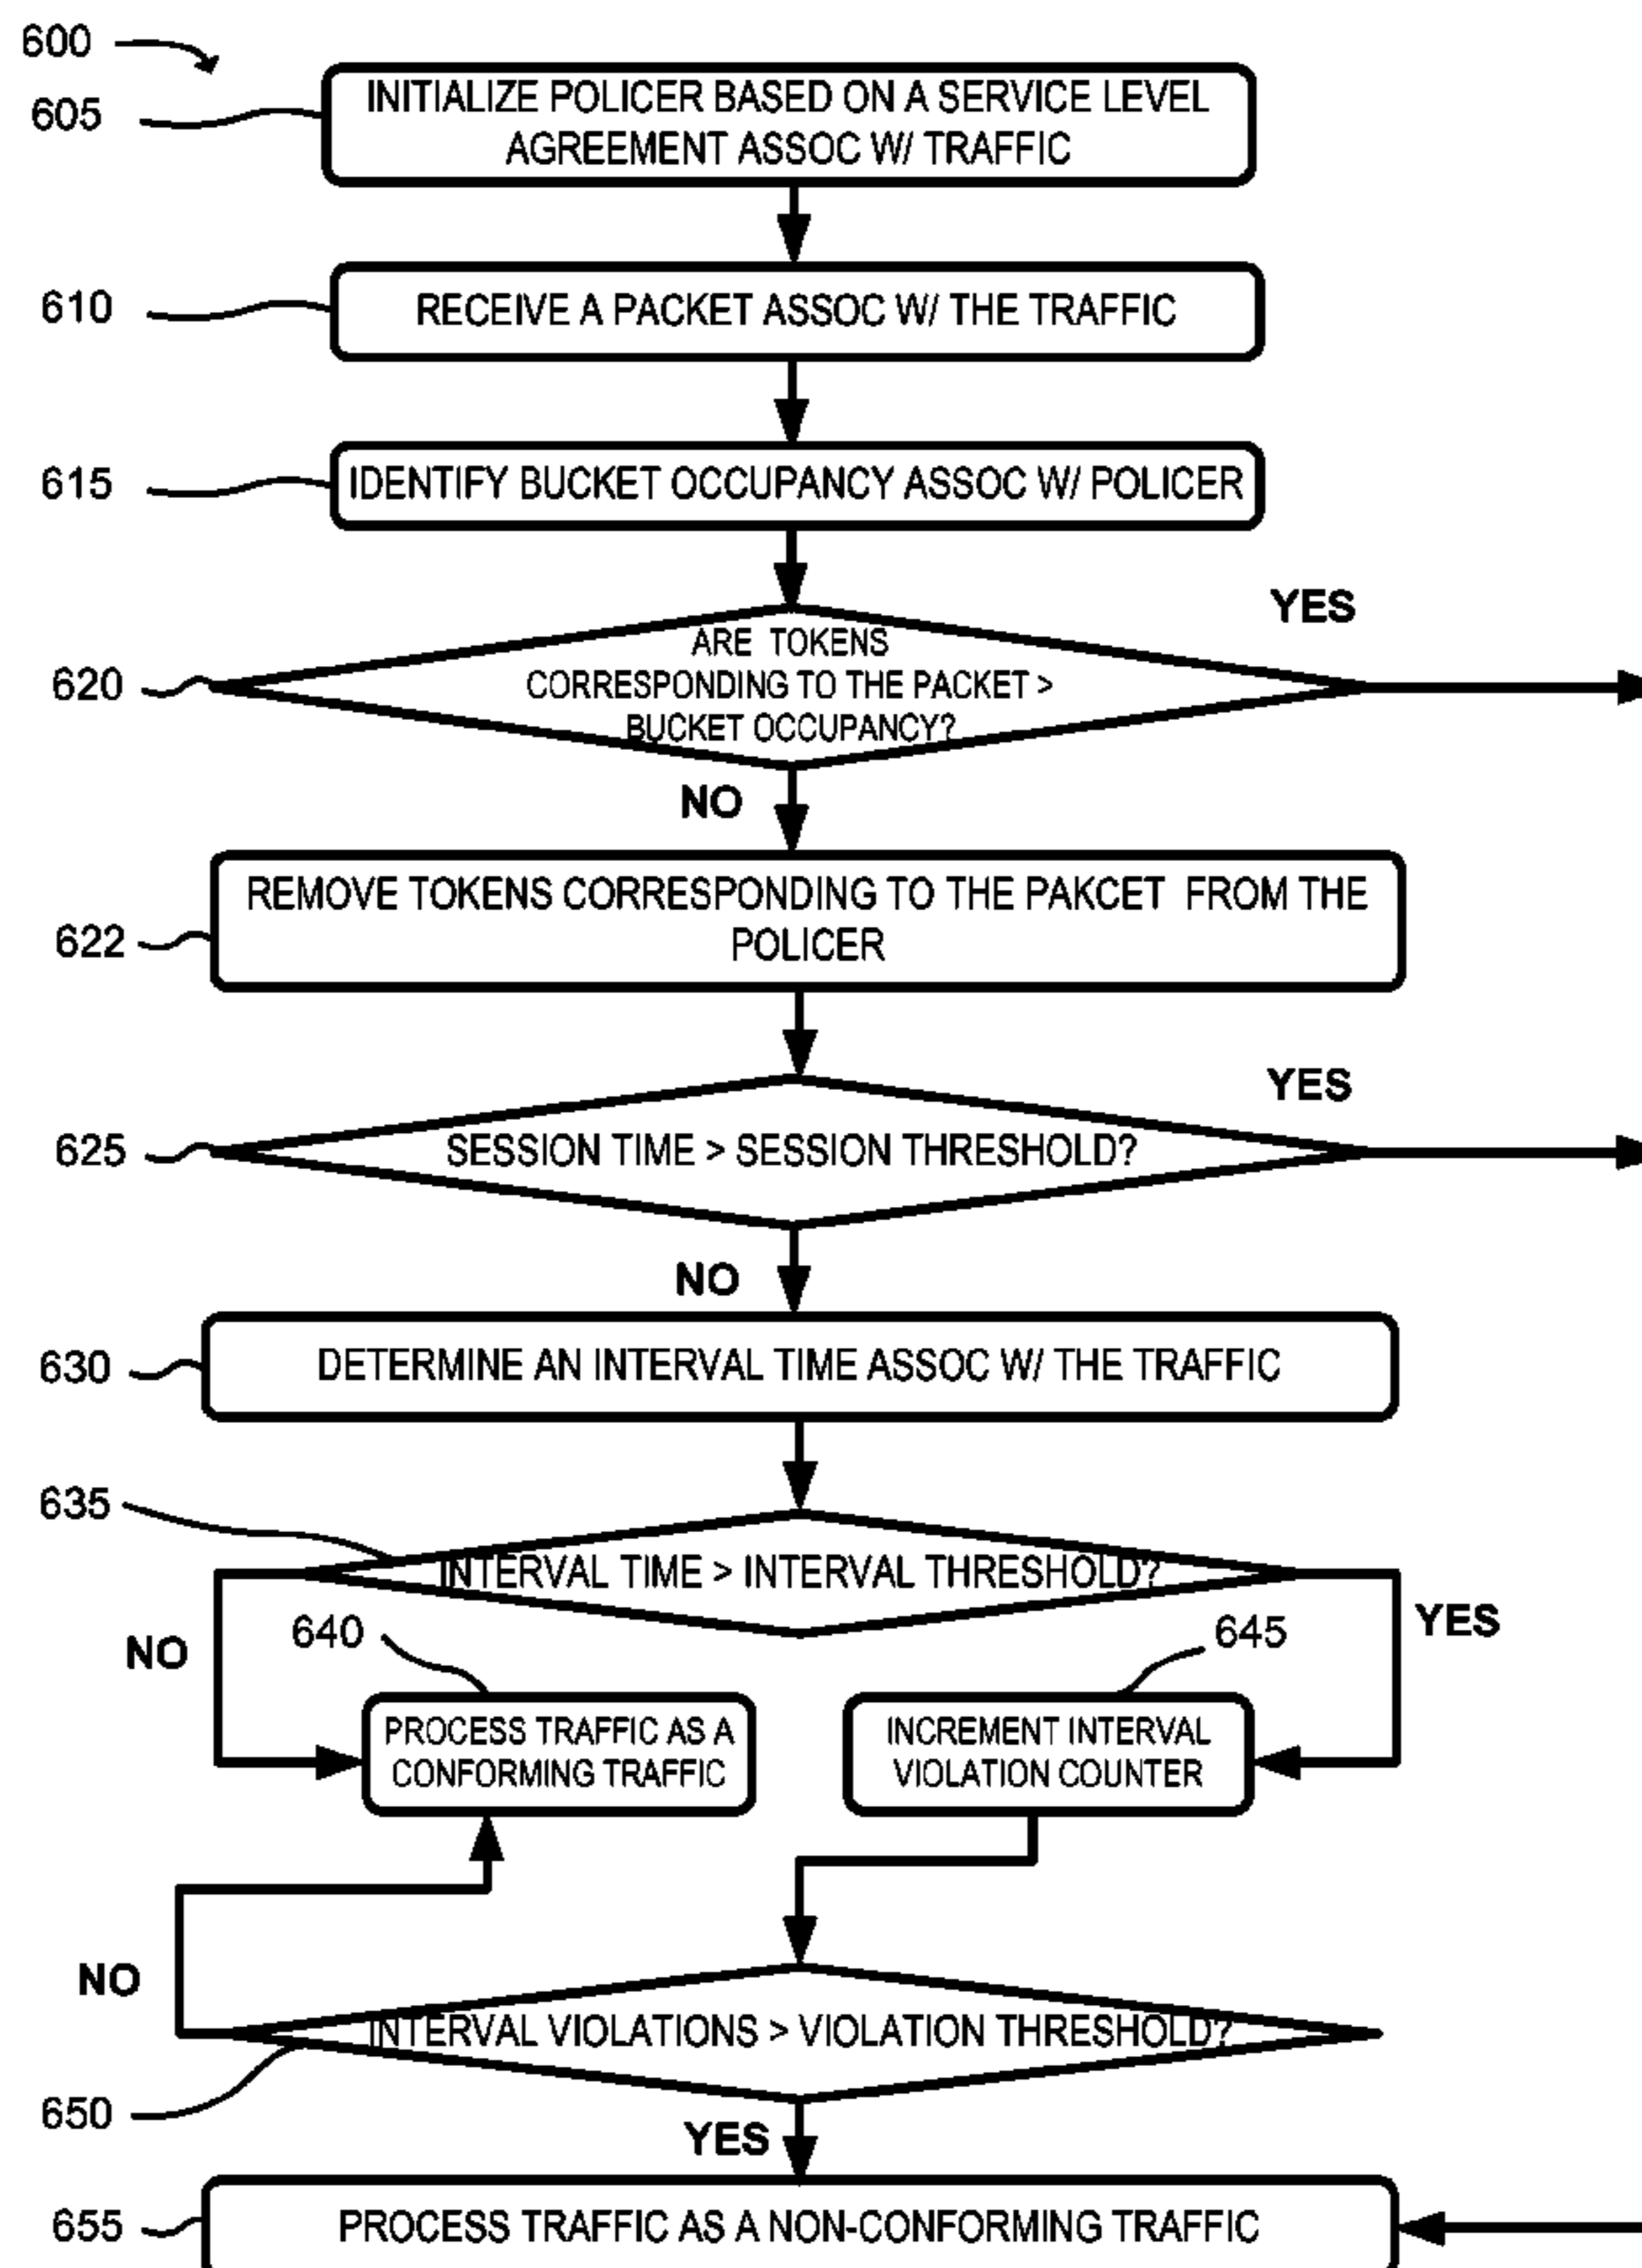 600
605
INITIALIZE POLICER BASED ON A SERVICE LEVEL
AGREEMENT ASSOC W/ TRAFFIC
610
RECEIVE A PACKET ASSOC W/ THE TRAFFIC
615
IDENTIFY BUCKET OCCUPANCY ASSOC W/ POLICER
YES
620
ARE TOKENS
CORRESPONDING TO THE PACKET >
BUCKET OCCUPANCY?
NO
622
REMOVE TOKENS CORRESPONDING TO THE PAKCET FROM THE
POLICER
YES
625
SESSION TIME > SESSION THRESHOLD?
NO
630
DETERMINE AN INTERVAL TIME ASSOC W/ THE TRAFFIC
635
INTERVAL TIME > INTERVAL THRESHOLD?
NO
640
645
YES
PROCESS TRAFFIC AS A
CONFORMING TRAFFIC
INCREMENT INTERVAL
VIOLATION COUNTER
NO
INTERVAL VIOLATIONS > VIOLATION THRESHOLD?
650
YES
655
PROCESS TRAFFIC AS A NON-CONFORMING TRAFFIC